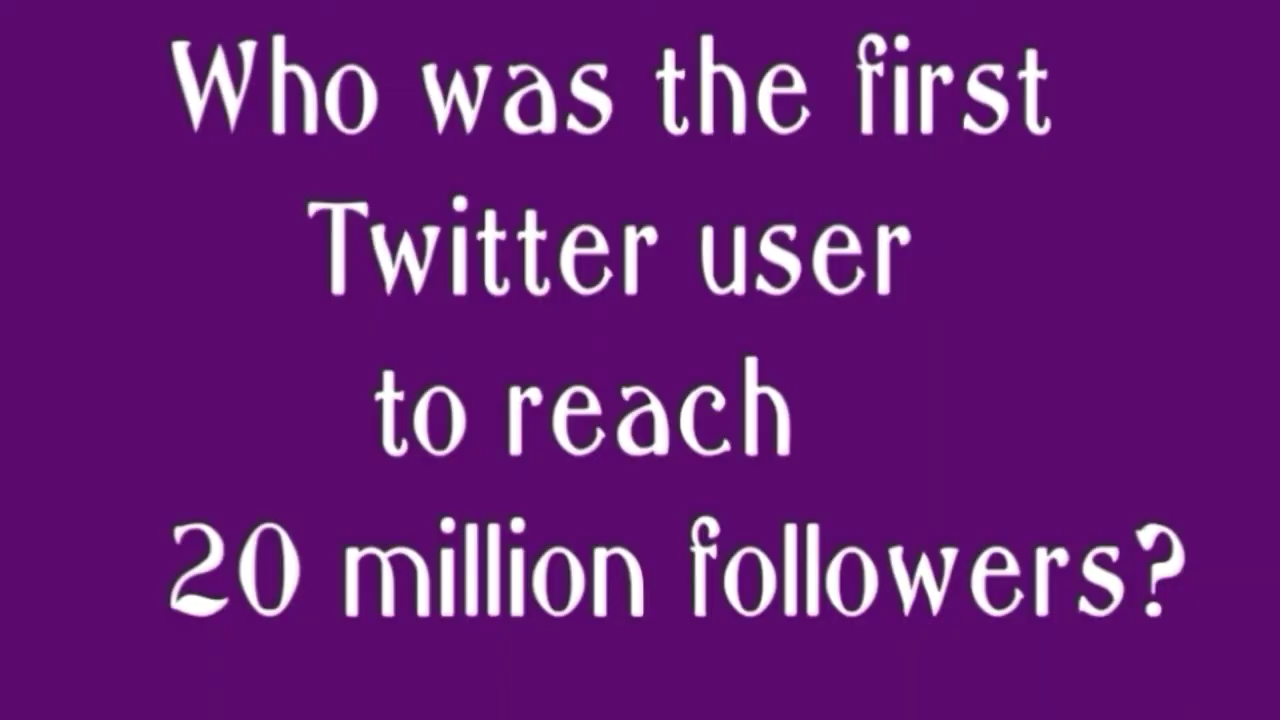 Who was the first
Twitter user
to reach
20 million followers?